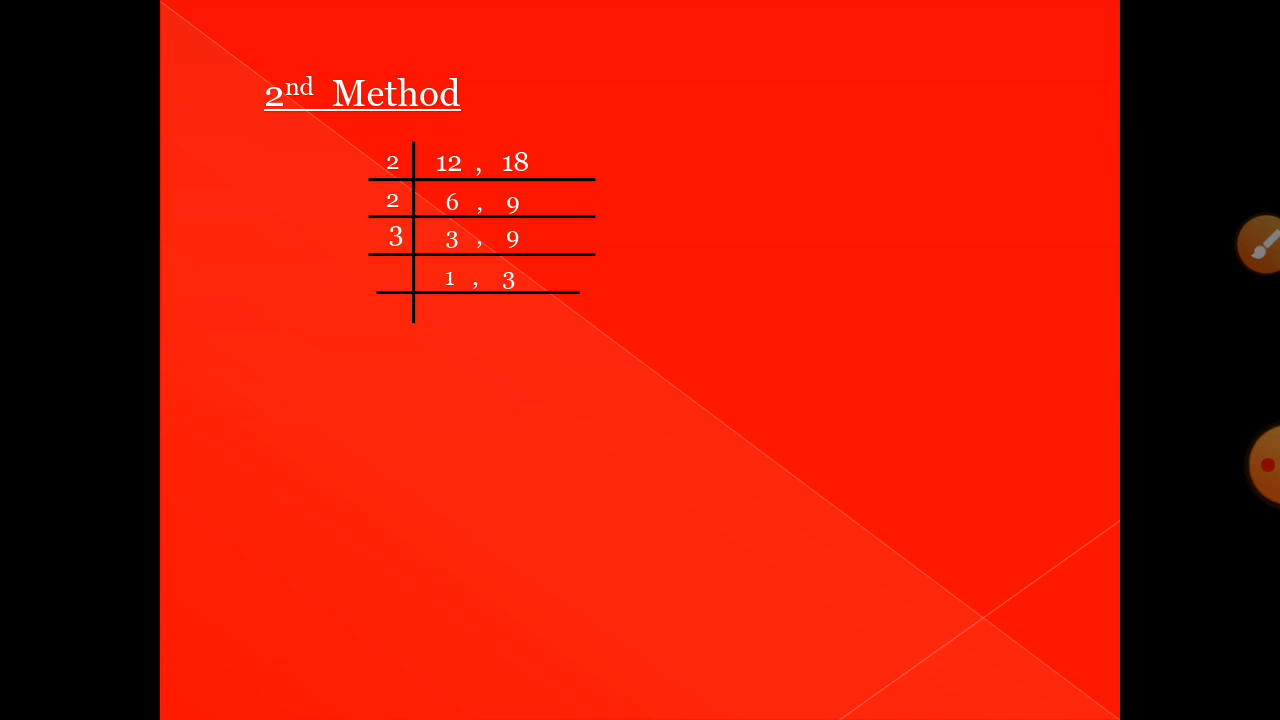 2nd Method
2 12 , 18
2 6 , 9
3 3 , 9
1 , 3